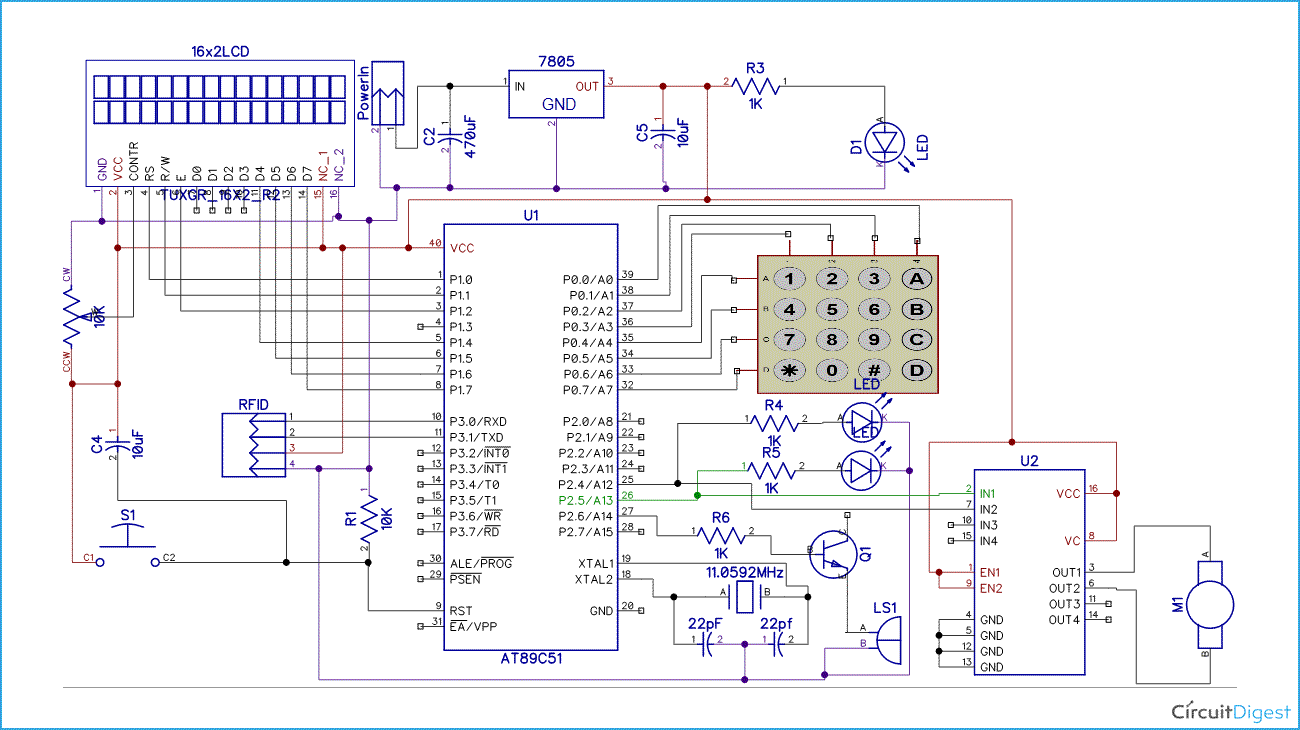 16x2LCD
GND VCC CONTR RS R/W E D0 D1 D2 D3 D4 D5 D6 D7 NC_1 NC_2
1 2 3 4 5 6 11 12 13 14 15 16
TUXGR_16X2_R2
PowerIn
2 1
C2 470uF
1 2
7805
1 IN OUT 3
GND
2
C5 10uF
1 2
2 R3 1
1K
D1 LED
A K
CW
10K
CCW
C4 10uF
1 2
S1
C1 C2
RFID
1
2
3
4
R1 10K
1 2
U1
40 VCC
1 P1.0 P0.0/A0 39
2 P1.1 P0.1/A1 38
3 P1.2 P0.2/A2 37
4 P1.3 P0.3/A3 36
5 P1.4 P0.4/A4 35
6 P1.5 P0.5/A5 34
7 P1.6 P0.6/A6 33
8 P1.7 P0.7/A7 32
10 P3.0/RXD P2.0/A8 21
11 P3.1/TXD P2.1/A9 22
12 P3.2/INT0 P2.2/A10 23
13 P3.3/INT1 P2.3/A11 24
14 P3.4/T0 P2.4/A12 25
15 P3.5/T1 P2.5/A13 26
16 P3.6/WR P2.6/A14 27
17 P3.7/RD P2.7/A15 28
30 ALE/PROG XTAL1 19
29 PSEN XTAL2 18
9 RST GND 20
31 EA/VPP
AT89C51
A 1 2 3 A
B 4 5 6 B
C 7 8 9 C
D * 0 # D
LED
1 R4 2 A K
1K
LED
1 R5 2 A K
1K
1 R6 2
1K
B C E
Q1
11.0592MHz
A B
22pF 22pf
1 2 1 2
LS1
A
B
U2
2 IN1 VCC 16
7 IN2
10 IN3
15 IN4 VC 8
1 EN1 OUT1 3
9 EN2 OUT2 6
OUT3 11
4 GND OUT4 14
5 GND
12 GND
13 GND
M1
A
B
CircuitDigest